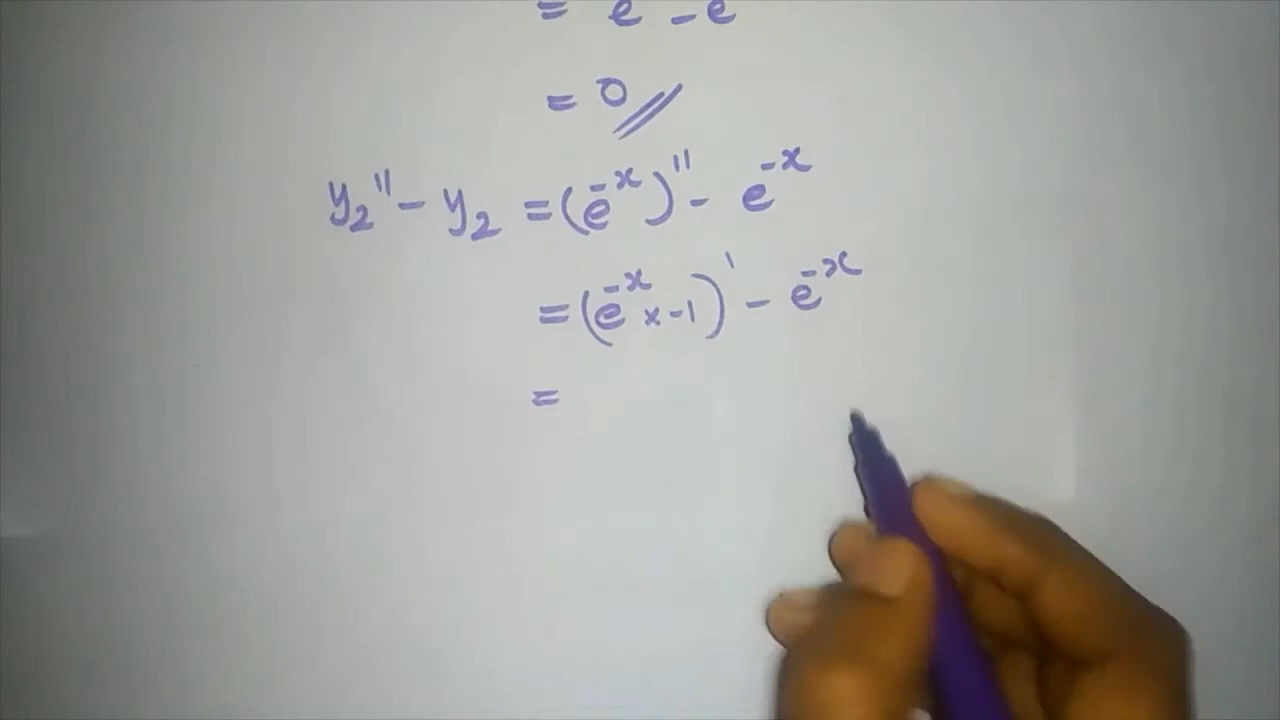 = e - e
= 0 //
y₂'' - y₂ = (e⁻ˣ)'' - e⁻ˣ
= (e⁻ˣ × -1)' - e⁻ˣ
=